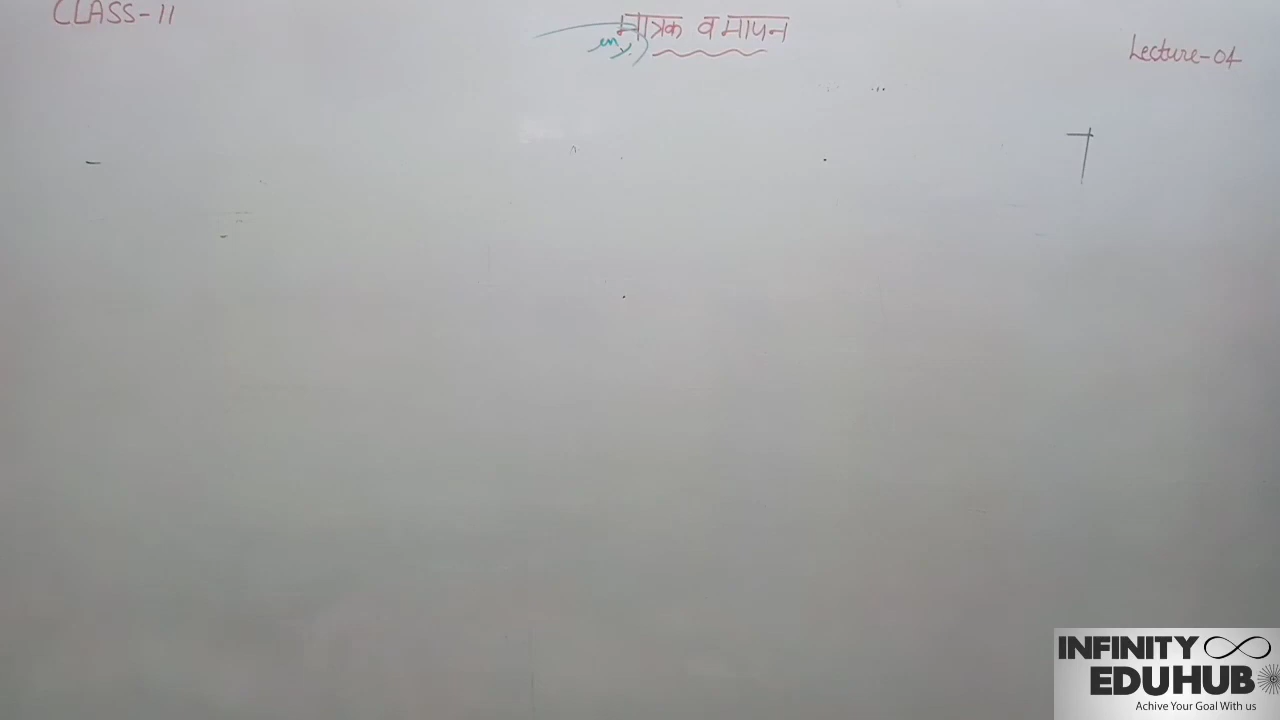 CLASS-11
मात्रक व मापन
Lecture-04
INFINITY
EDUHUB
Achive Your Goal With us